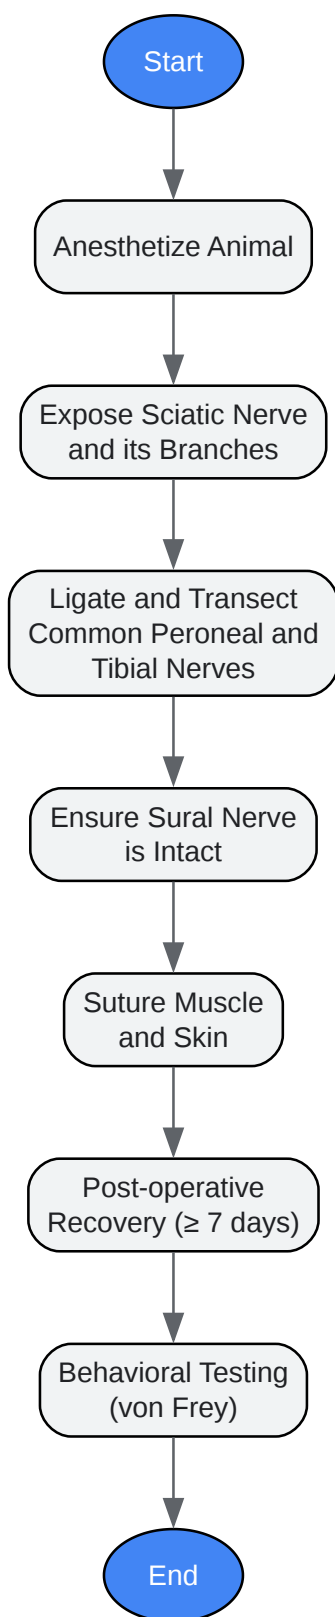 Start
Anesthetize Animal
Expose Sciatic Nerve
and its Branches
Ligate and Transect
Common Peroneal and
Tibial Nerves
Ensure Sural Nerve
is Intact
Suture Muscle
and Skin
Post-operative
Recovery (≥ 7 days)
Behavioral Testing
(von Frey)
End